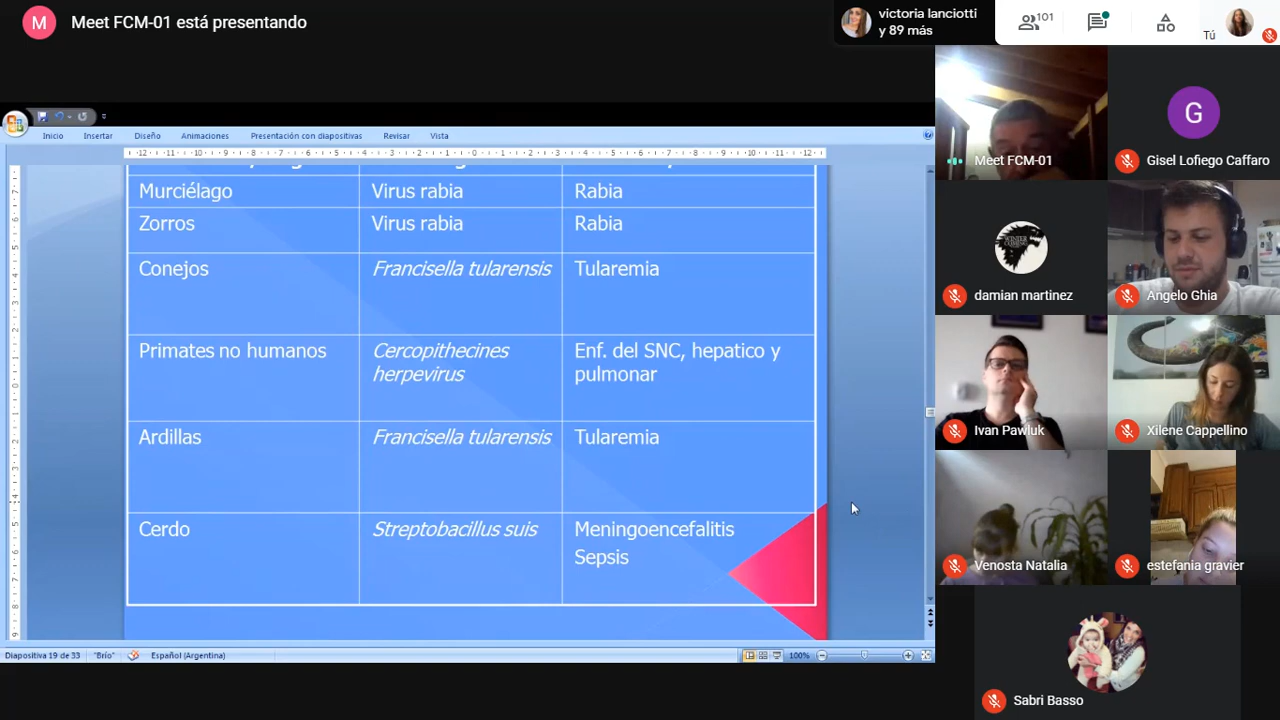 M
Meet FCM-01 está presentando
victoria lanciotti
y 89 más
101
Tú
Inicio
Insertar
Diseño
Animaciones
Presentación con diapositivas
Revisar
Vista
Murciélago
Virus rabia
Rabia
Zorros
Virus rabia
Rabia
Conejos
Francisella tularensis
Tularemia
Primates no humanos
Cercopithecines
herpevirus
Enf. del SNC, hepatico y
pulmonar
Ardillas
Francisella tularensis
Tularemia
Cerdo
Streptobacillus suis
Meningoencefalitis
Sepsis
Diapositiva 19 de 33
"Brío"
Español (Argentina)
100%
Meet FCM-01
G
Gisel Lofiego Caffaro
WINTER
damian martinez
Angelo Ghia
Ivan Pawluk
Xilene Cappellino
Venosta Natalia
estefania gravier
Sabri Basso